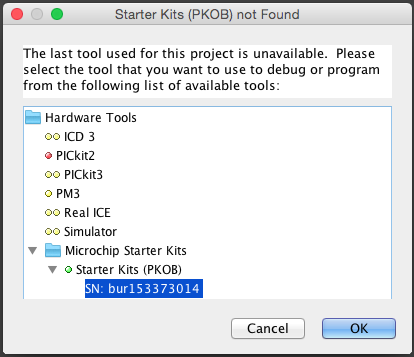 Starter Kits (PKOB) not Found
The last tool used for this project is unavailable.  Please
select the tool that you want to use to debug or program
from the following list of available tools:
Hardware Tools
ICD 3
PICkit2
PICkit3
PM3
Real ICE
Simulator
Microchip Starter Kits
Starter Kits (PKOB)
SN: bur153373014
Cancel
OK